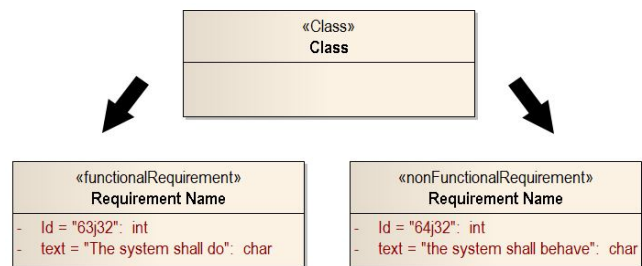 «Class»
Class
«functionalRequirement»
Requirement Name
- Id = "63j32": int
- text = "The system shall do": char
«nonFunctionalRequirement»
Requirement Name
- Id = "64j32": int
- text = "the system shall behave": char